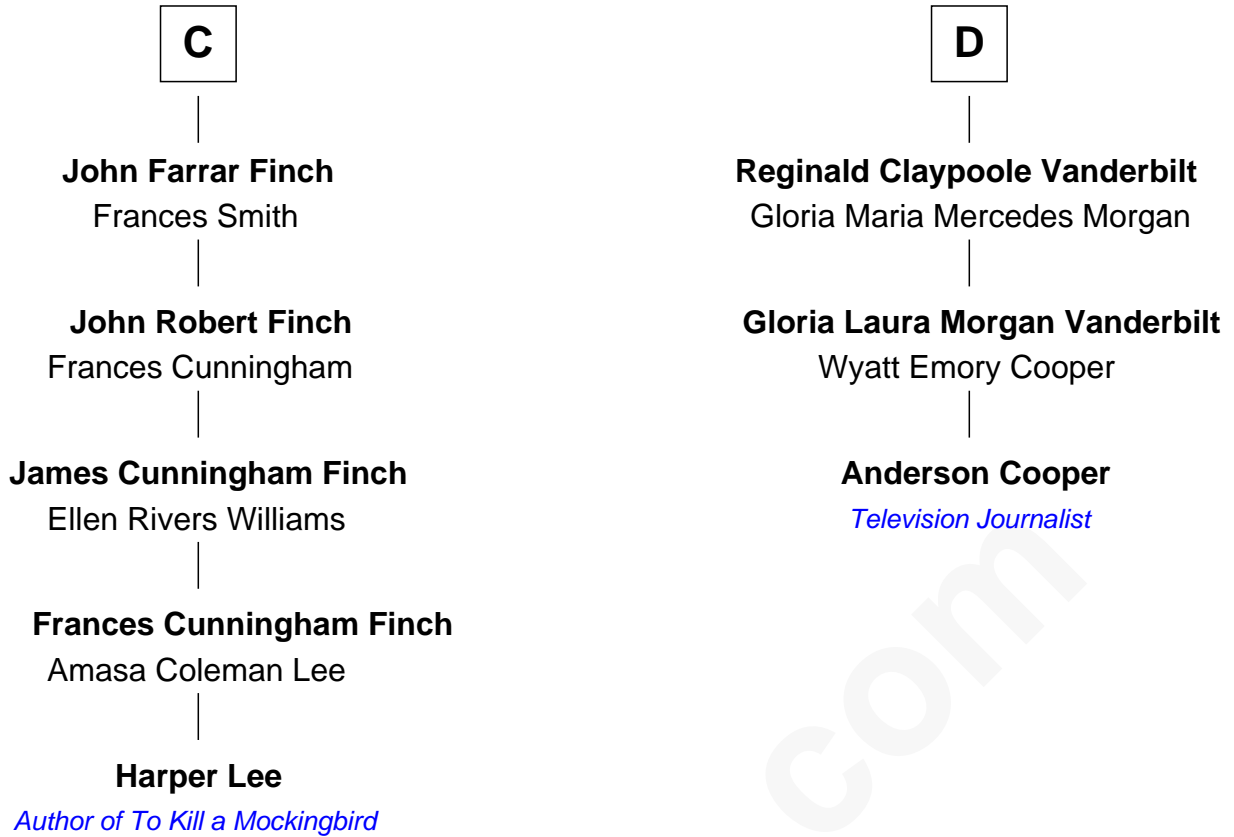 C
John Farrar Finch
Frances Smith
John Robert Finch
Frances Cunningham
James Cunningham Finch
Ellen Rivers Williams
Frances Cunningham Finch
Amasa Coleman Lee
Harper Lee
Author of To Kill a Mockingbird
D
Reginald Claypoole Vanderbilt
Gloria Maria Mercedes Morgan
Gloria Laura Morgan Vanderbilt
Wyatt Emory Cooper
Anderson Cooper
Television Journalist
com